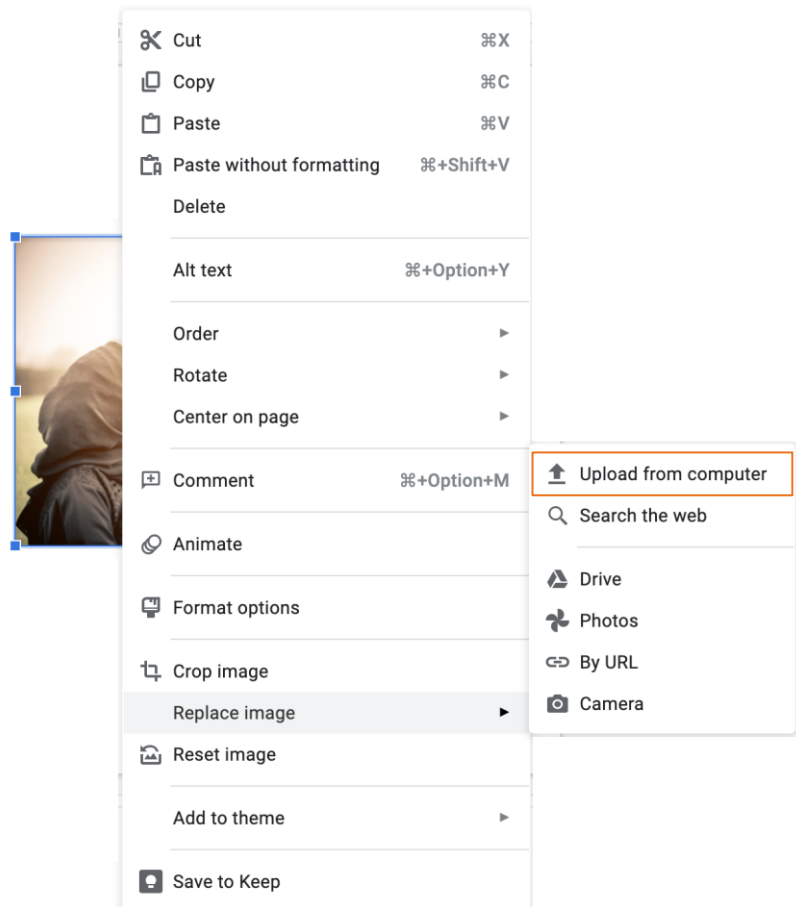 Cut ⌘X
Copy ⌘C
Paste ⌘V
Paste without formatting ⌘+Shift+V
Delete
Alt text ⌘+Option+Y
Order
Rotate
Center on page
Comment ⌘+Option+M
Animate
Format options
Crop image
Replace image
Reset image
Add to theme
Save to Keep
Upload from computer
Search the web
Drive
Photos
By URL
Camera